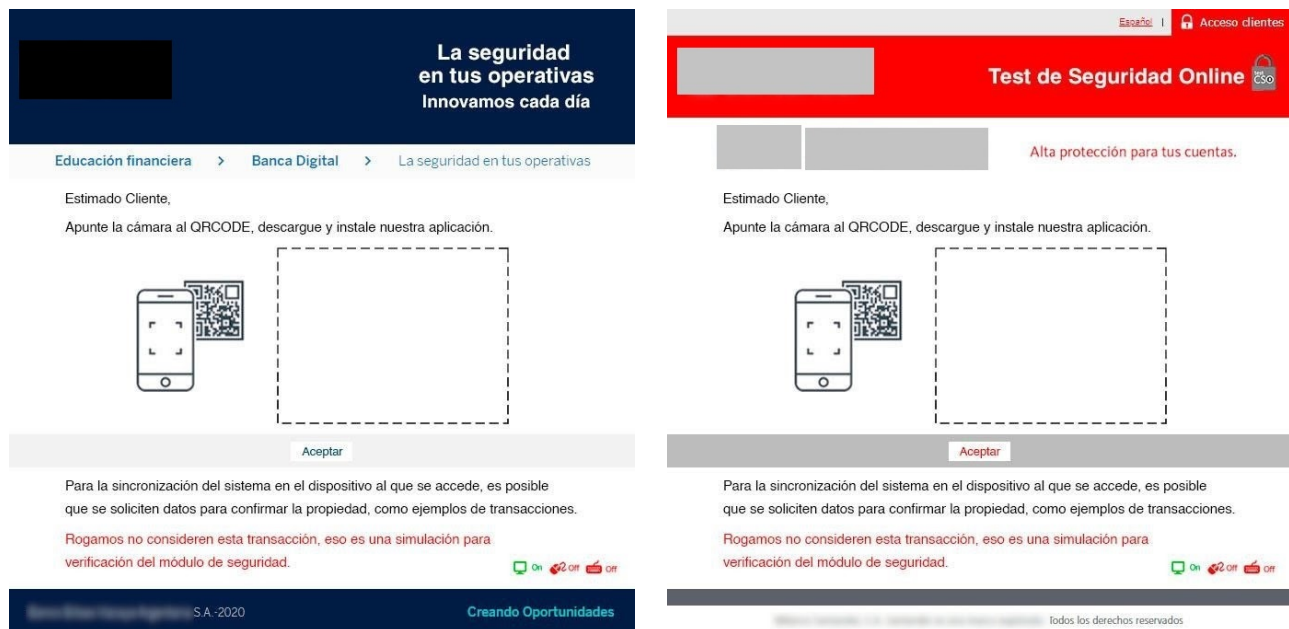 La seguridad
en tus operativas
Innovamos cada día
Educación financiera > Banca Digital > La seguridad en tus operativas
Estimado Cliente,
Apunte la cámara al QRCODE, descargue y instale nuestra aplicación.
Aceptar
Para la sincronización del sistema en el dispositivo al que se accede, es posible
que se soliciten datos para confirmar la propiedad, como ejemplos de transacciones.
Rogamos no consideren esta transacción, eso es una simulación para
verificación del módulo de seguridad.
On Off Off
S.A.-2020
Creando Oportunidades
Español | Acceso clientes
Test de Seguridad Online
CSO
Alta protección para tus cuentas.
Estimado Cliente,
Apunte la cámara al QRCODE, descargue y instale nuestra aplicación.
Aceptar
Para la sincronización del sistema en el dispositivo al que se accede, es posible
que se soliciten datos para confirmar la propiedad, como ejemplos de transacciones.
Rogamos no consideren esta transacción, eso es una simulación para
verificación del módulo de seguridad.
On Off Off
Todos los derechos reservados